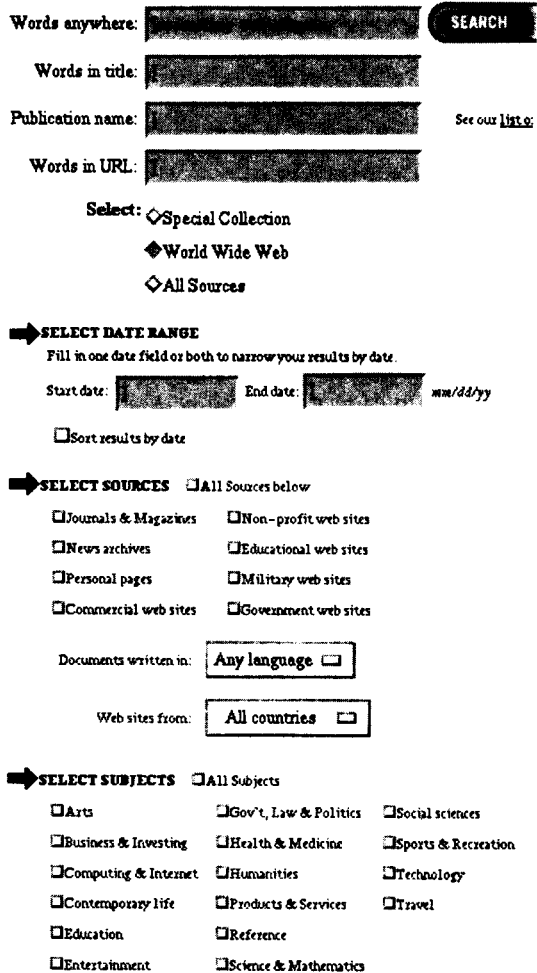 Words anywhere: SEARCH
Words in title:
Publication name: See our list o:
Words in URL:
Select: Special Collection
World Wide Web
All Sources
SELECT DATE RANGE
Fill in one date field or both to narrow your results by date.
Start date: End date: mm/dd/yy
Sort results by date
SELECT SOURCES All Sources below
Journals & Magazines Non-profit web sites
News archives Educational web sites
Personal pages Military web sites
Commercial web sites Government web sites
Documents written in: Any language
Web sites from: All countries
SELECT SUBJECTS All Subjects
Arts Gov't, Law & Politics Social sciences
Business & Investing Health & Medicine Sports & Recreation
Computing & Internet Humanities Technology
Contemporary life Products & Services Travel
Education Reference
Entertainment Science & Mathematics